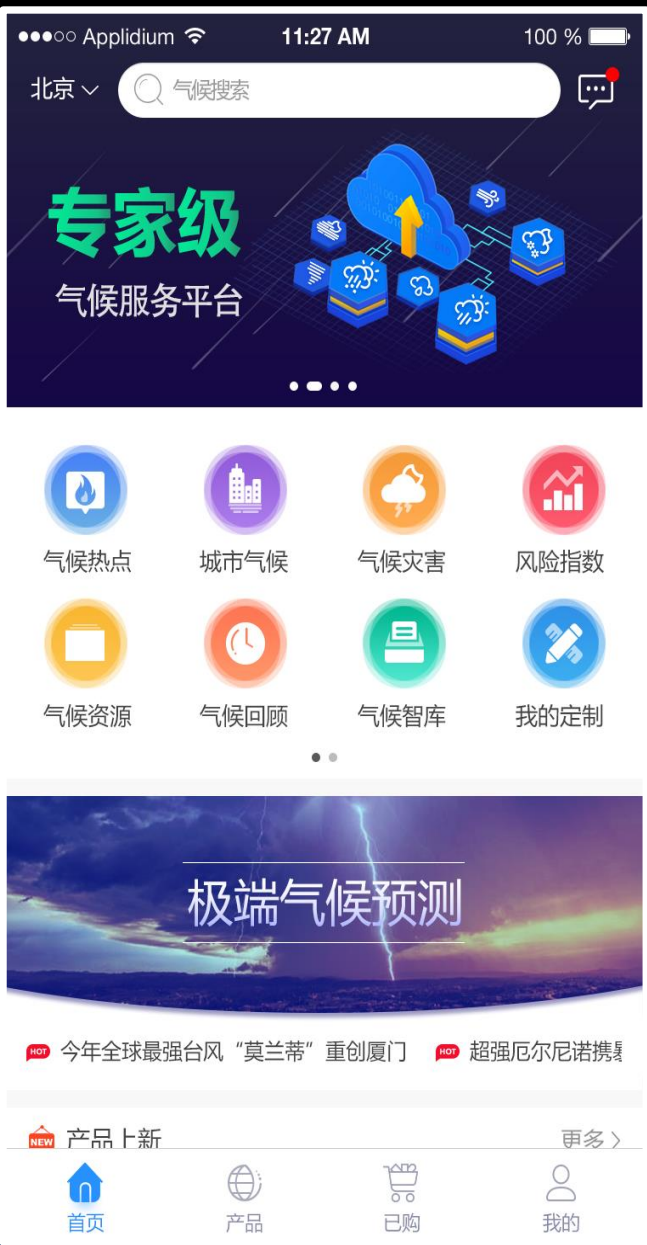 ●●●○○ Applidium 11:27 AM 100 %
北京 气候搜索
专家级
气候服务平台
气候热点 城市气候 气候灾害 风险指数
气候资源 气候回顾 气候智库 我的定制
极端气候预测
HOT 今年全球最强台风“莫兰蒂”重创厦门 HOT 超强厄尔尼诺携暴
NEW 产品上新 更多
首页 产品 已购 我的